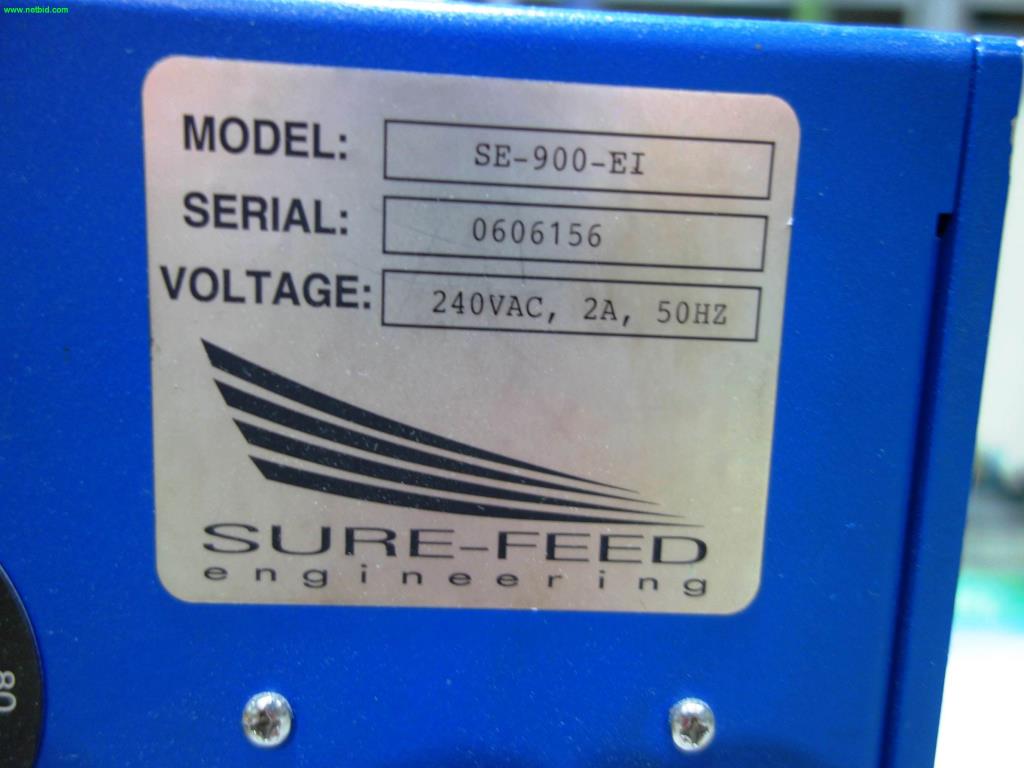 www.netbid.com
MODEL: SE-900-EI
SERIAL: 0606156
VOLTAGE: 240VAC, 2A, 50HZ
SURE-FEED
engineering
80